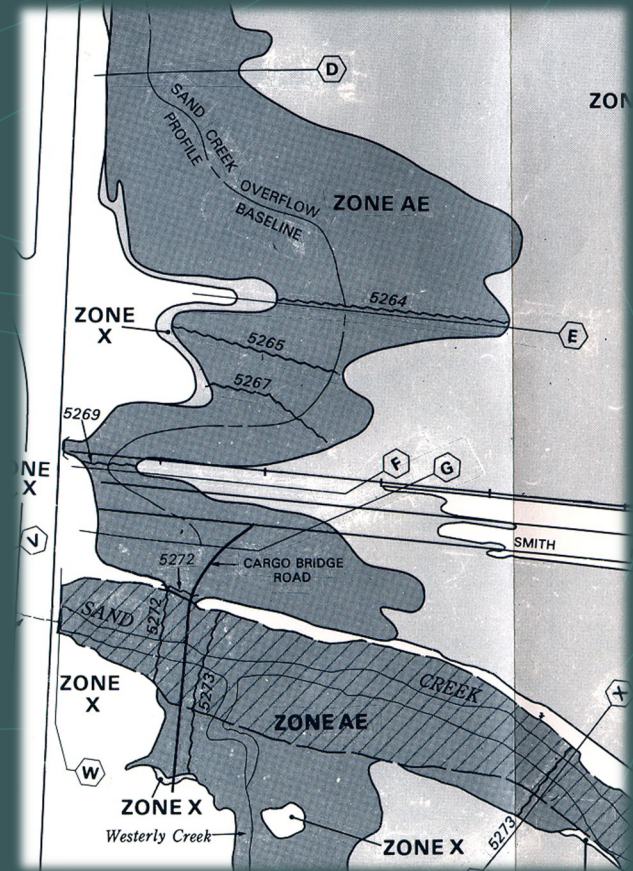 D
ZON
SAND CREEK
PROFILE
OVERFLOW
BASELINE
ZONE AE
5264
ZONE
X
E
5265
5267
5269
F
G
ONE
X
V
SMITH
5272
CARGO BRIDGE
ROAD
SAND
5272
5273
CREEK
ZONE
X
X
ZONE AE
W
ZONE X
Westerly Creek
5273
ZONE X